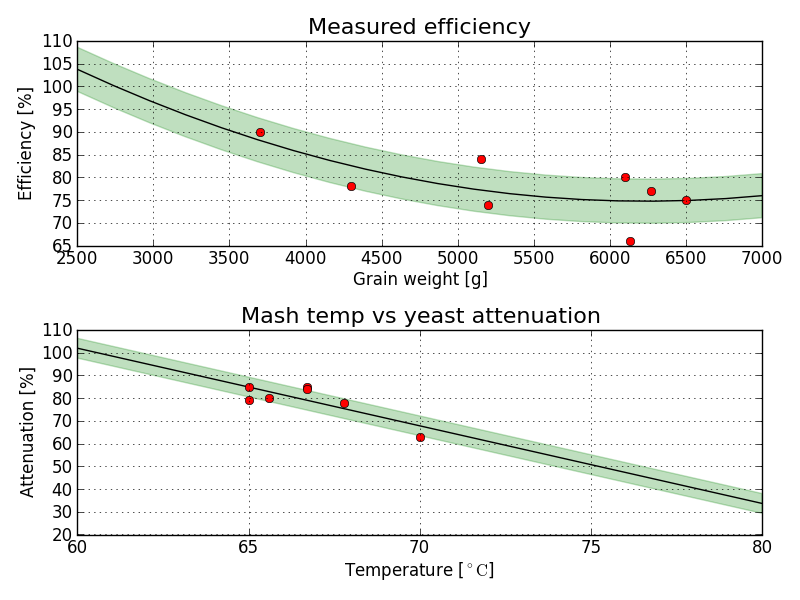 Measured efficiency
110
105
100
95
90
85
80
75
70
65
Efficiency [%]
2500 3000 3500 4000 4500 5000 5500 6000 6500 7000
Grain weight [g]
Mash temp vs yeast attenuation
110
100
90
80
70
60
50
40
30
20
Attenuation [%]
60 65 70 75 80
Temperature [°C]